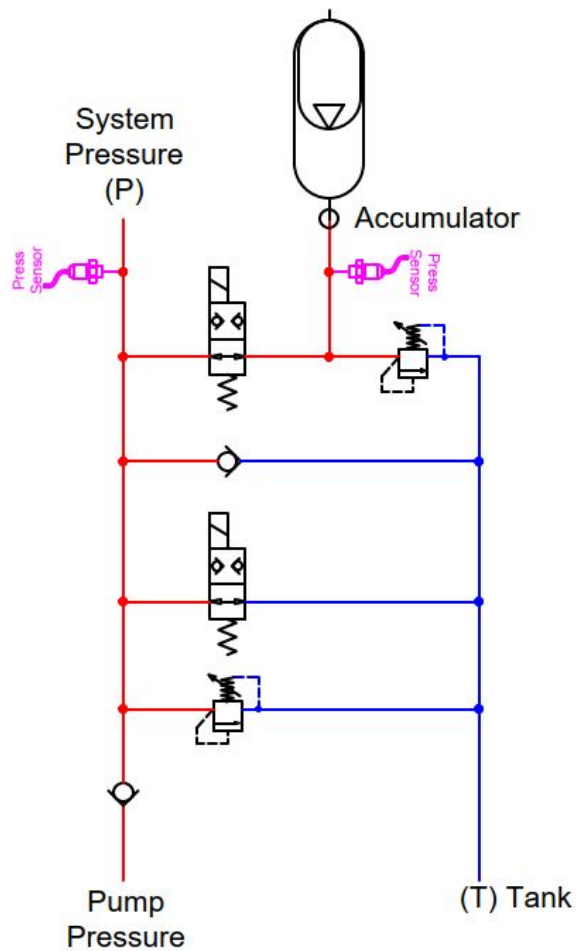 System
Pressure
(P)
Accumulator
Press
Sensor
Press
Sensor
Pump
Pressure
(T) Tank